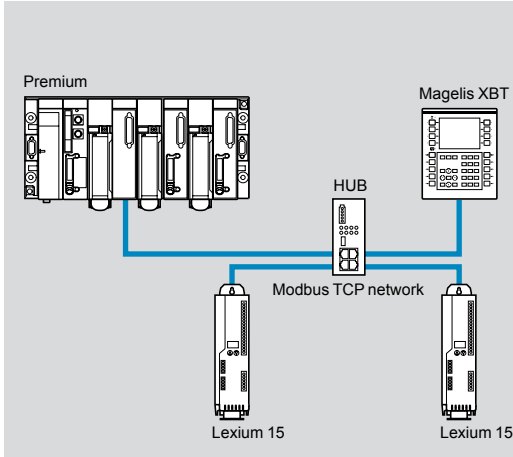 Premium
Magelis XBT
HUB
Modbus TCP network
Lexium 15
Lexium 15